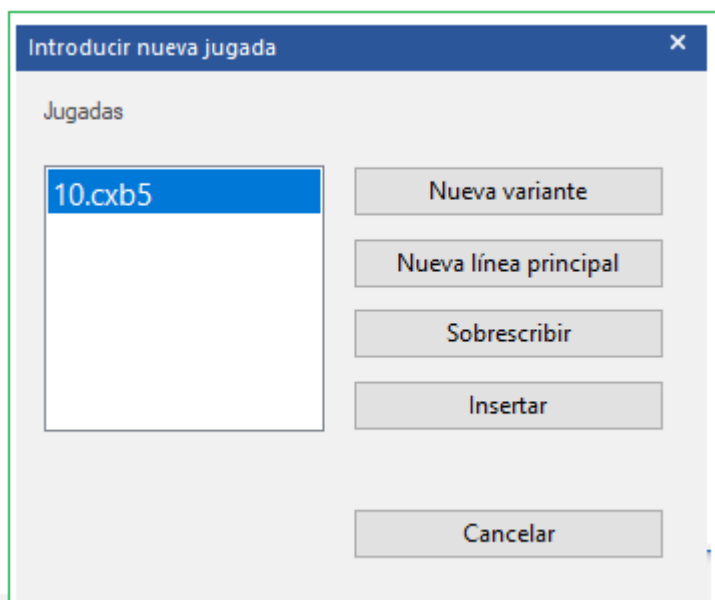 Introducir nueva jugada
Jugadas
10.cxb5
Nueva variante
Nueva línea principal
Sobrescribir
Insertar
Cancelar